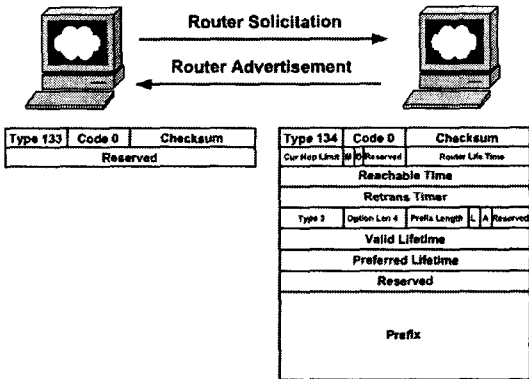 Router Solicitation
Router Advertisement
Type 133 Code 0 Checksum
Reserved
Type 134 Code 0 Checksum
Cur Hop Limit M O Reserved Router Life Time
Reachable Time
Retrans Timer
Type 3 Option Len 4 Prefix Length L A Reserved
Valid Lifetime
Preferred Lifetime
Reserved
Prefix